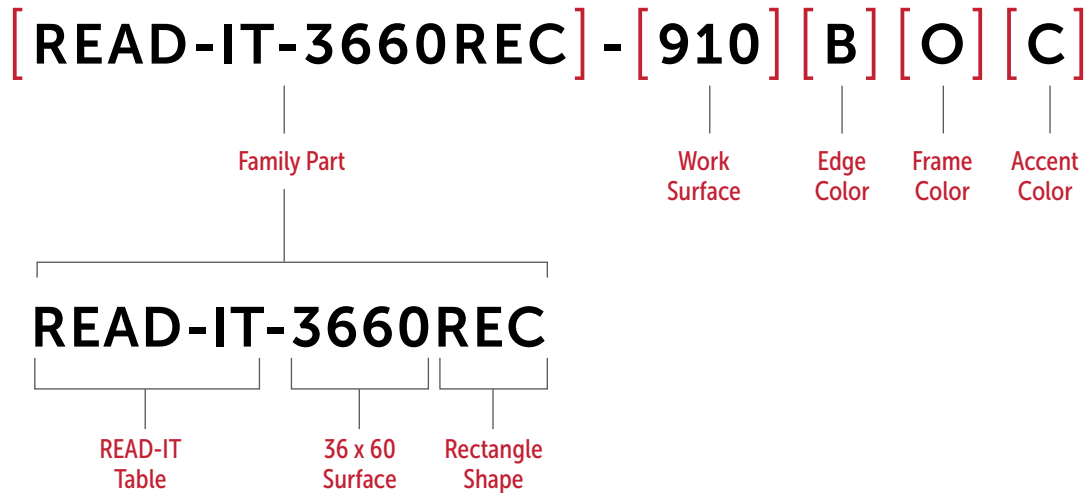 [READ-IT-3660REC]-[910][B][O][C]
Family Part
Work
Surface
Edge
Color
Frame
Color
Accent
Color
READ-IT-3660REC
READ-IT
Table
36 x 60
Surface
Rectangle
Shape